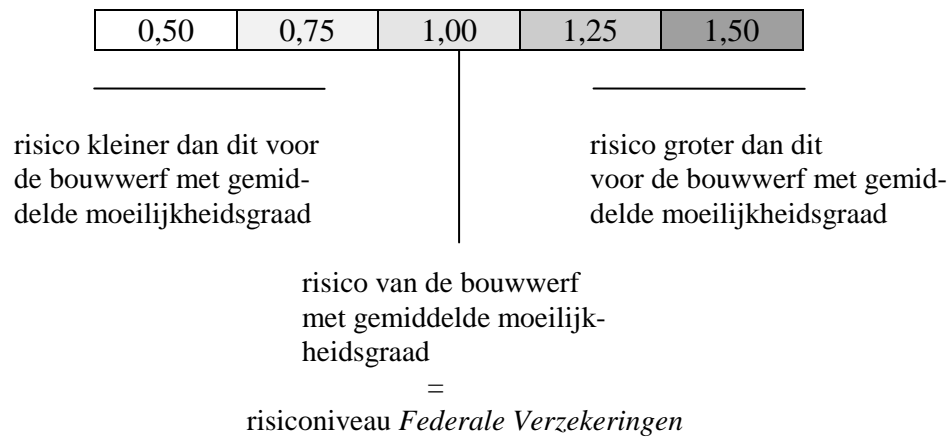 0,50 0,75 1,00 1,25 1,50
risico kleiner dan dit voor
de bouwwerf met gemid-
delde moeilijkheidsgraad
risico groter dan dit
voor de bouwwerf met gemid-
delde moeilijkheidsgraad
risico van de bouwwerf
met gemiddelde moeilijk-
heidsgraad
=
risiconiveau Federale Verzekeringen